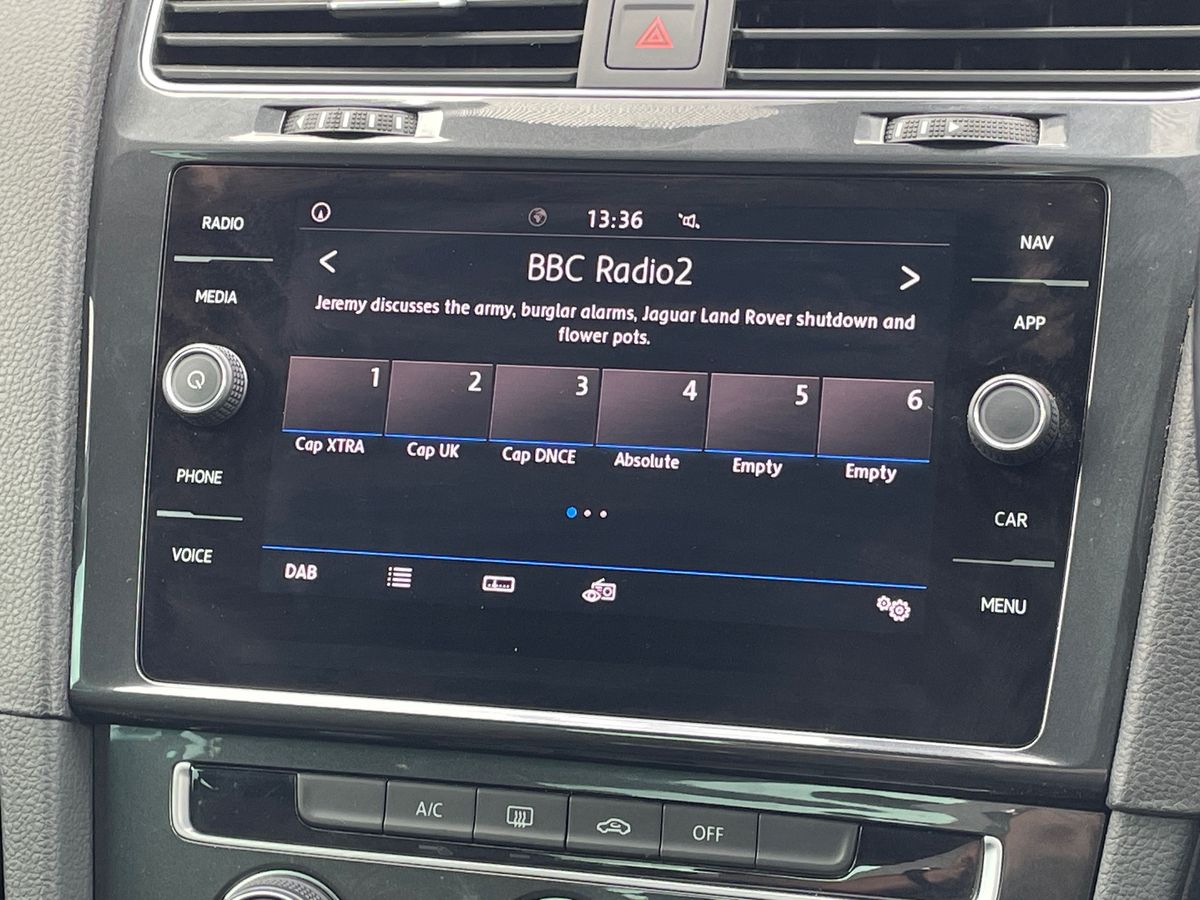 13:36
RADIO
MEDIA
PHONE
VOICE
BBC Radio2
Jeremy discusses the army, burglar alarms, Jaguar Land Rover shutdown and
flower pots.
1 2 3 4 5 6
Cap XTRA Cap UK Cap DNCE Absolute Empty Empty
DAB
NAV
APP
CAR
MENU
A/C
OFF